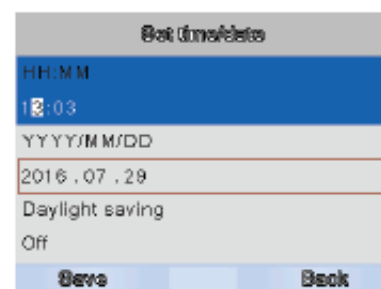 Set time/date
HH:MM
12:03
YYYY/MM/DD
2016.07.29
Daylight saving
Off
Save Back